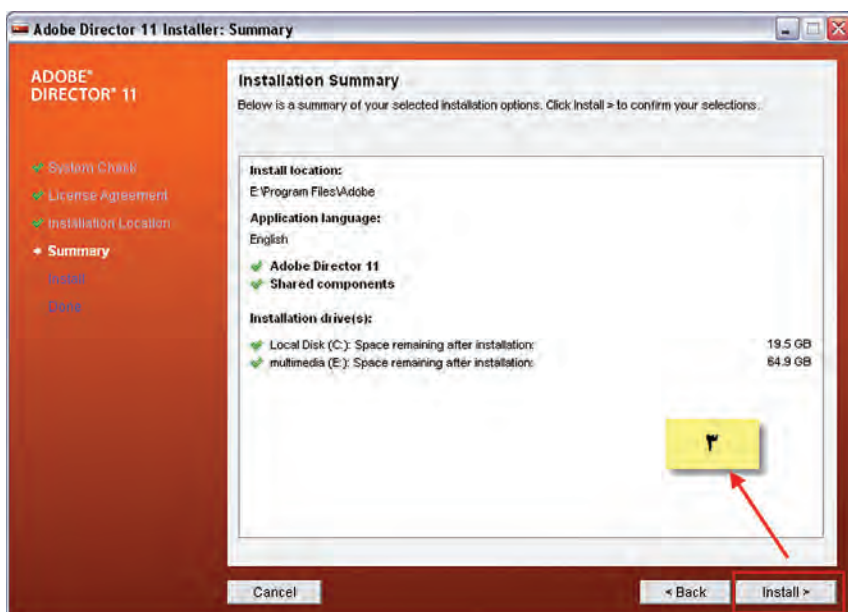 Adobe Director 11 Installer: Summary
ADOBE®
DIRECTOR® 11
System Check
License Agreement
Installation Location
Summary
Install
Done
Installation Summary
Below is a summary of your selected installation options. Click Install > to confirm your selections.
Install location:
E:\Program Files\Adobe
Application language:
English
Adobe Director 11
Shared components
Installation drive(s):
Local Disk (C:): Space remaining after installation: 19.5 GB
multimedia (E:): Space remaining after installation: 64.9 GB
۳
Cancel
< Back
Install >